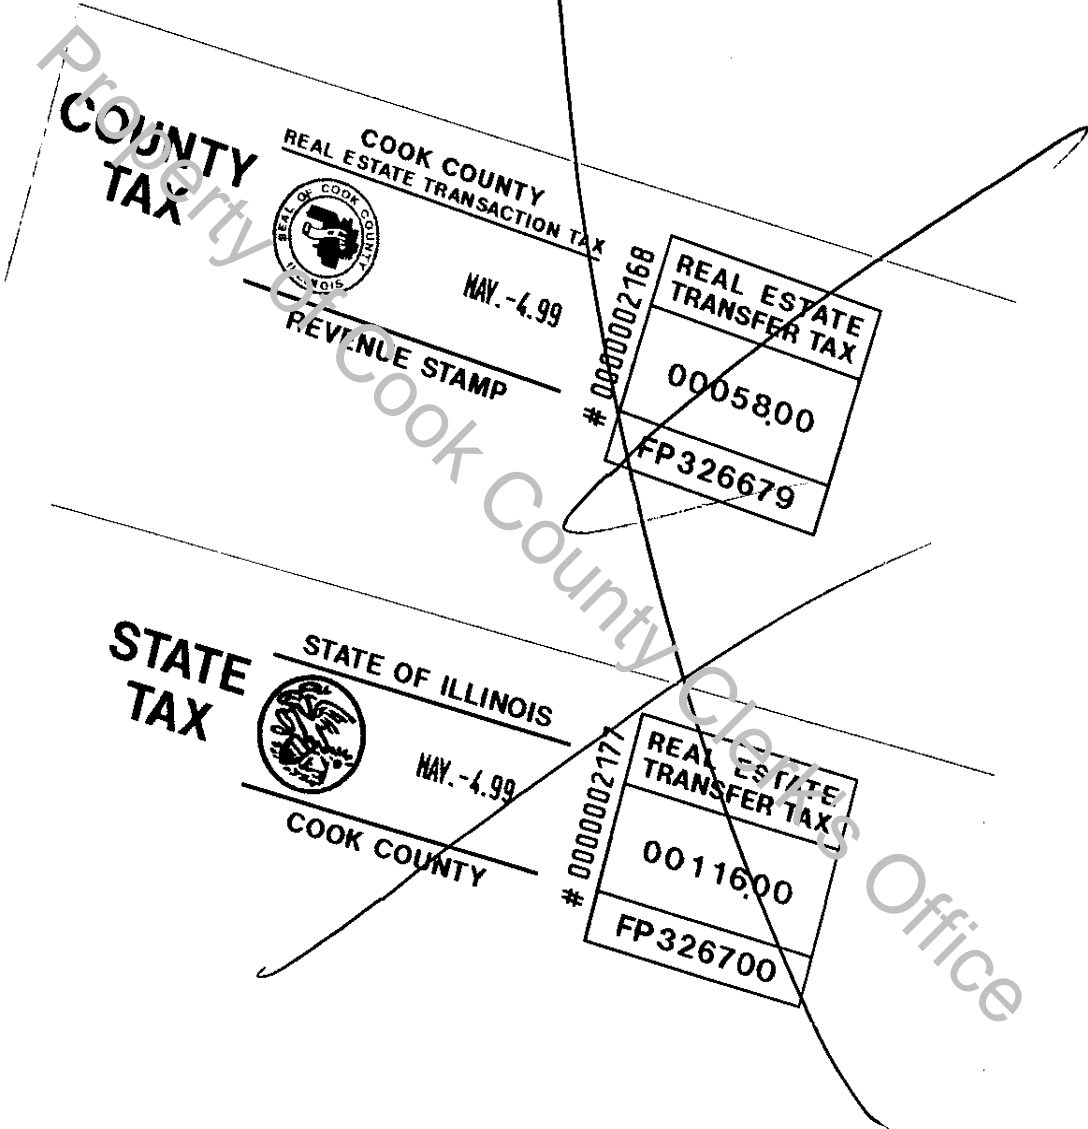 COUNTY
TAX
COOK COUNTY
REAL ESTATE TRANSACTION TAX
SEAL OF COOK COUNTY
ILLINOIS
MAY.-4.99
REVENUE STAMP
# 0000002168
REAL ESTATE
TRANSFER TAX
0005800
FP326679
STATE
TAX
STATE OF ILLINOIS
MAY.-4.99
COOK COUNTY
# 0000002177
REAL ESTATE
TRANSFER TAX
0011600
FP326700
Property of Cook County Clerk's Office